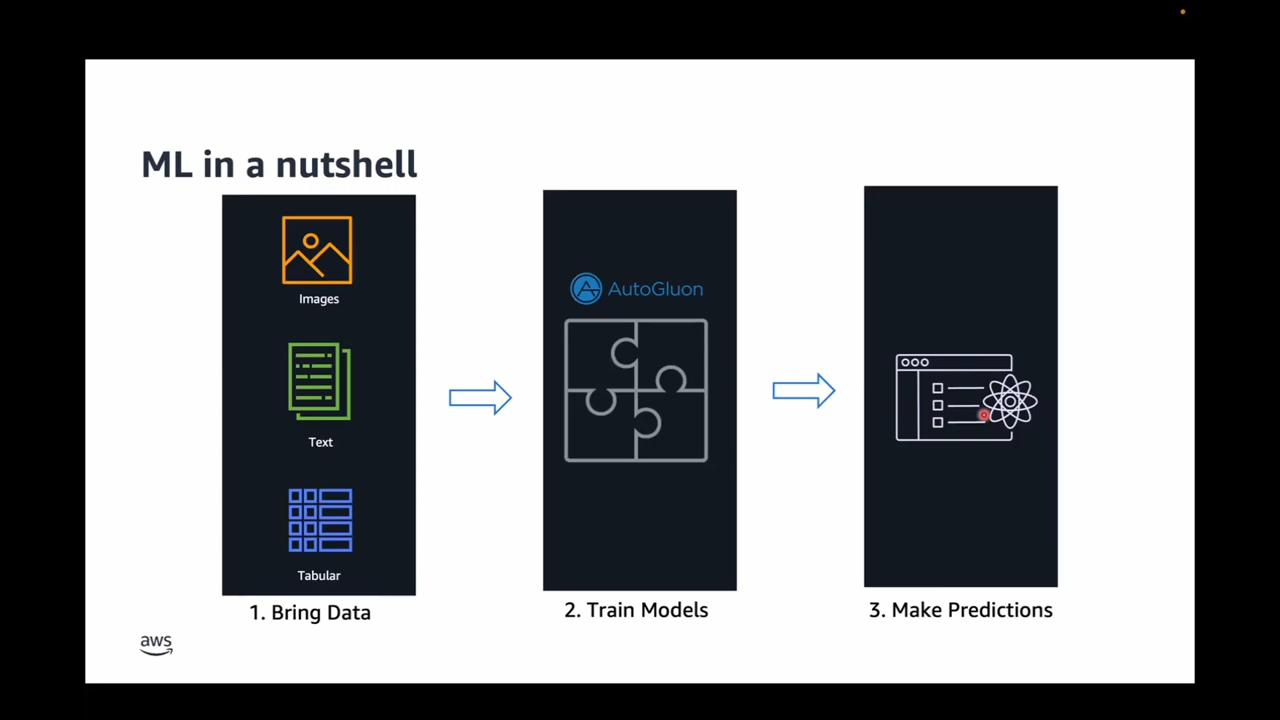 ML in a nutshell
Images
Text
Tabular
1. Bring Data
AutoGluon
2. Train Models
3. Make Predictions
aws